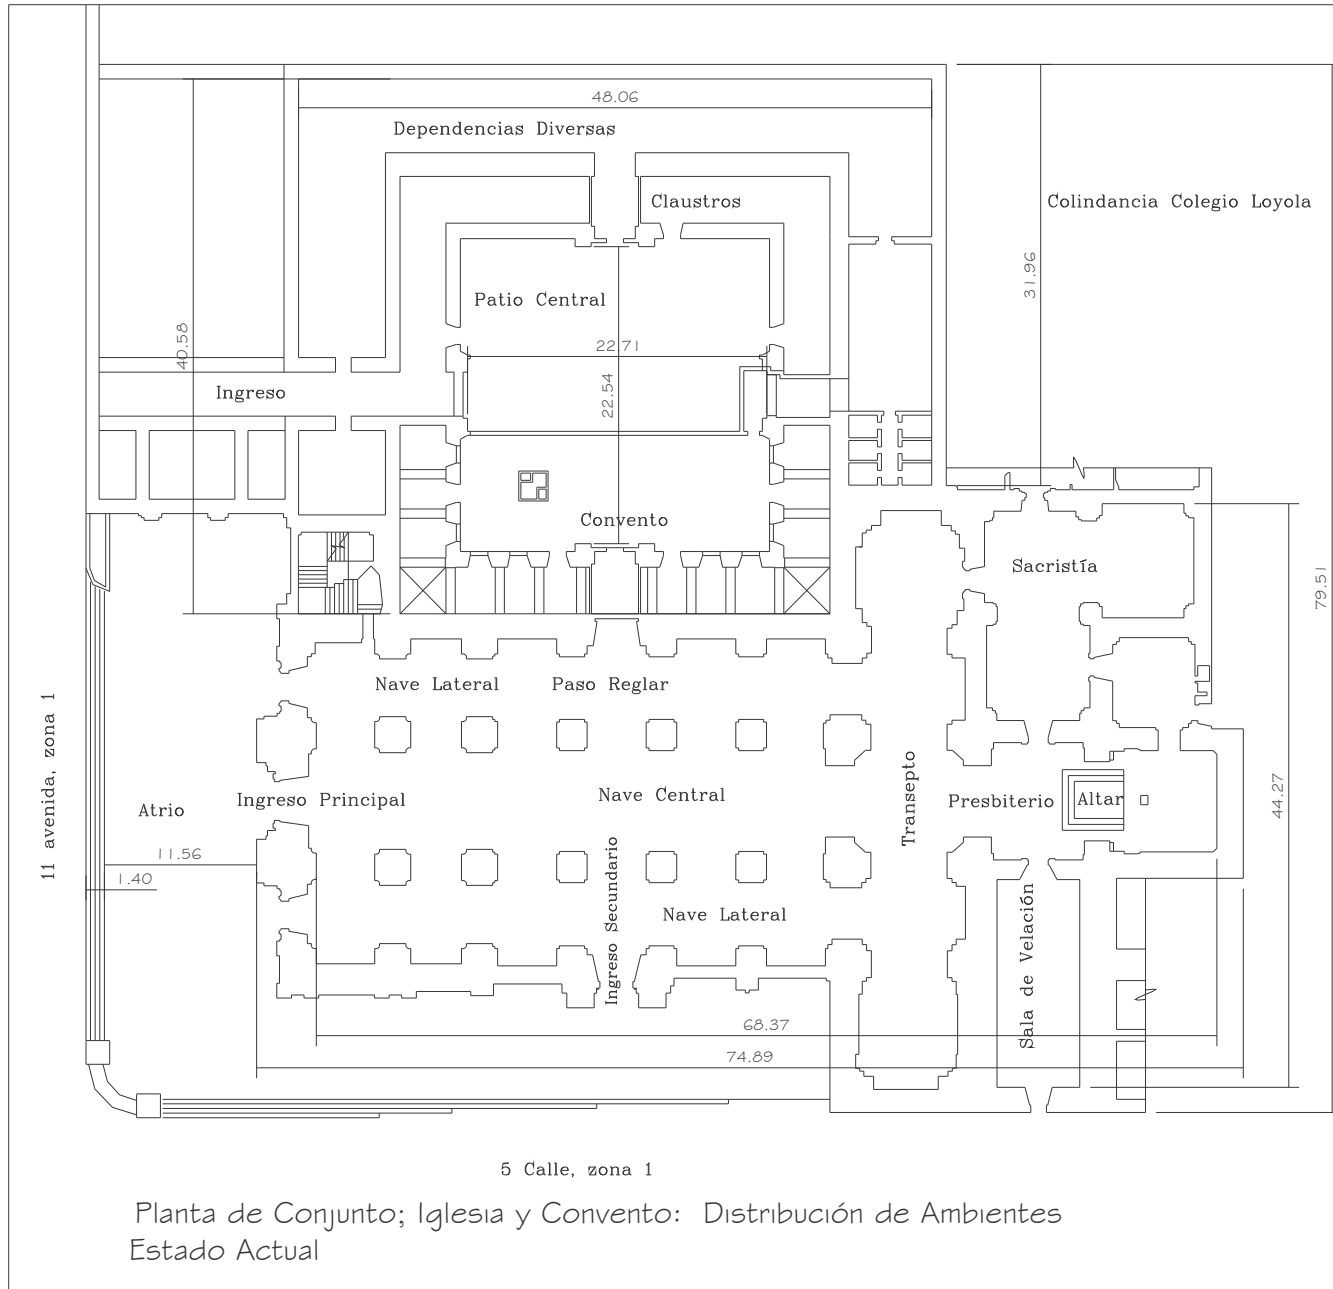 48.06
Dependencias Diversas
Claustros
Colindancia Colegio Loyola
31.96
Patio Central
40.58
22.71
22.54
Ingreso
Convento
Sacristía
79.51
Nave Lateral
Paso Reglar
11 avenida, zona 1
Atrio
Ingreso Principal
Nave Central
Transepto
Presbiterio
Altar
44.27
11.56
1.40
Ingreso Secundario
Nave Lateral
Sala de Velación
68.37
74.89
5 Calle, zona 1
Planta de Conjunto; Iglesia y Convento: Distribución de Ambientes
Estado Actual